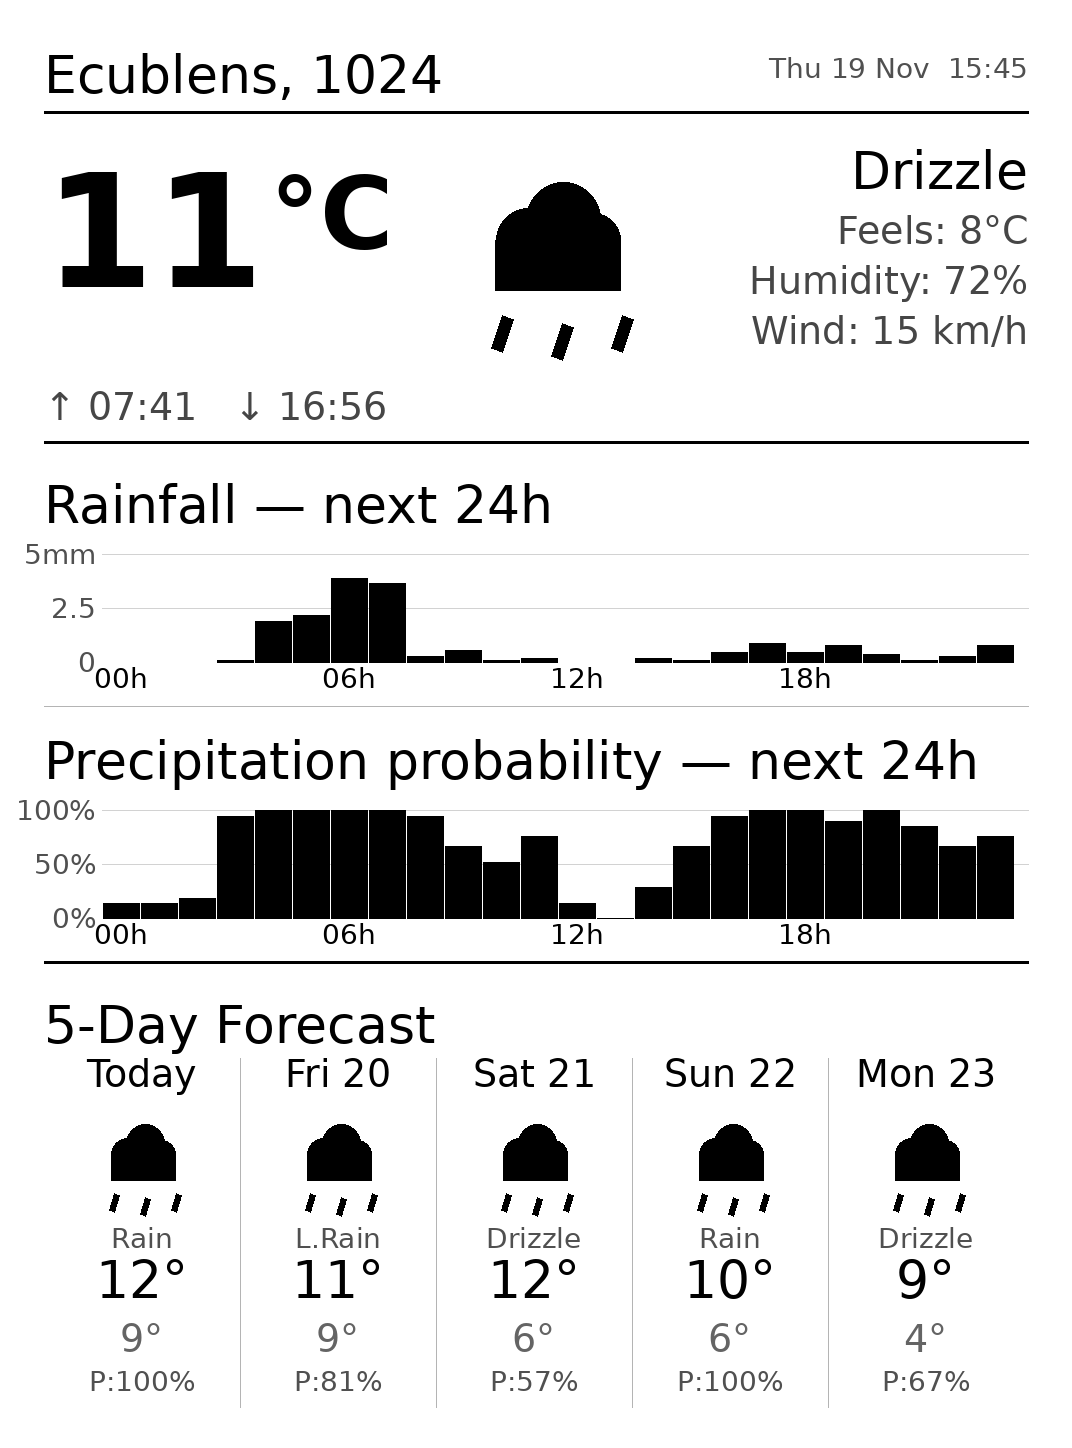 Ecublens, 1024
Thu 19 Nov 15:45
11°C
Drizzle
Feels: 8°C
Humidity: 72%
Wind: 15 km/h
↑ 07:41 ↓ 16:56
Rainfall — next 24h
5mm
2.5
0
00h 06h 12h 18h
Precipitation probability — next 24h
100%
50%
0%
00h 06h 12h 18h
5-Day Forecast
Today Fri 20 Sat 21 Sun 22 Mon 23
Rain L.Rain Drizzle Rain Drizzle
12° 11° 12° 10° 9°
9° 9° 6° 6° 4°
P:100% P:81% P:57% P:100% P:67%